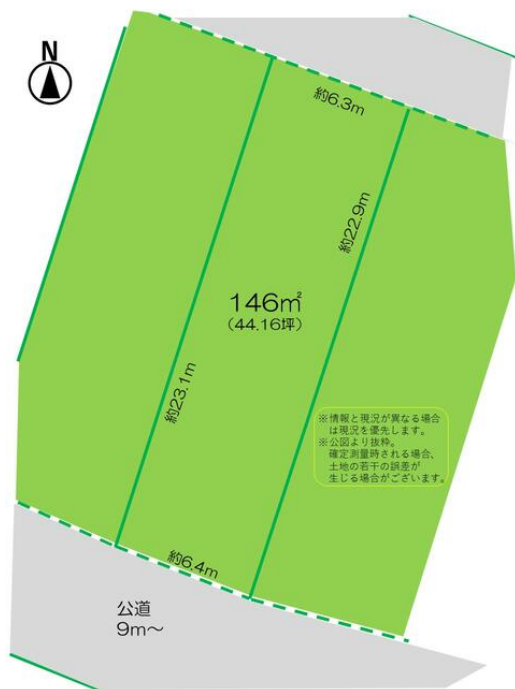 N
約6.3m
約22.9m
146㎡
(44.16坪)
約23.1m
※情報と現況が異なる場合
は現況を優先します。
※公図より抜粋。
確定測量時される場合、
土地の若干の誤差が
生じる場合がございます。
約6.4m
公道
9m～